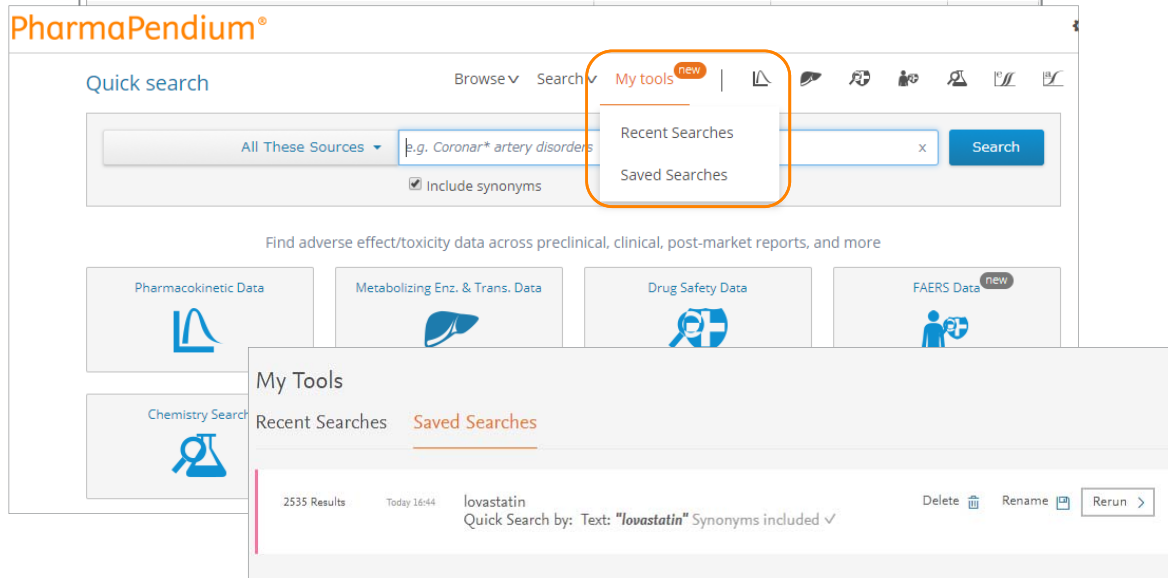 PharmaPendium®
Quick search
Browse Search My tools new
Recent Searches
Saved Searches
All These Sources e.g. Coronar* artery disorders x Search
Include synonyms
Find adverse effect/toxicity data across preclinical, clinical, post-market reports, and more
Pharmacokinetic Data
Metabolizing Enz. & Trans. Data
Drug Safety Data
FAERS Data new
Chemistry Search
My Tools
Recent Searches Saved Searches
2535 Results Today 16:44 lovastatin Delete Rename Rerun >
Quick Search by: Text: "lovastatin" Synonyms included ✓